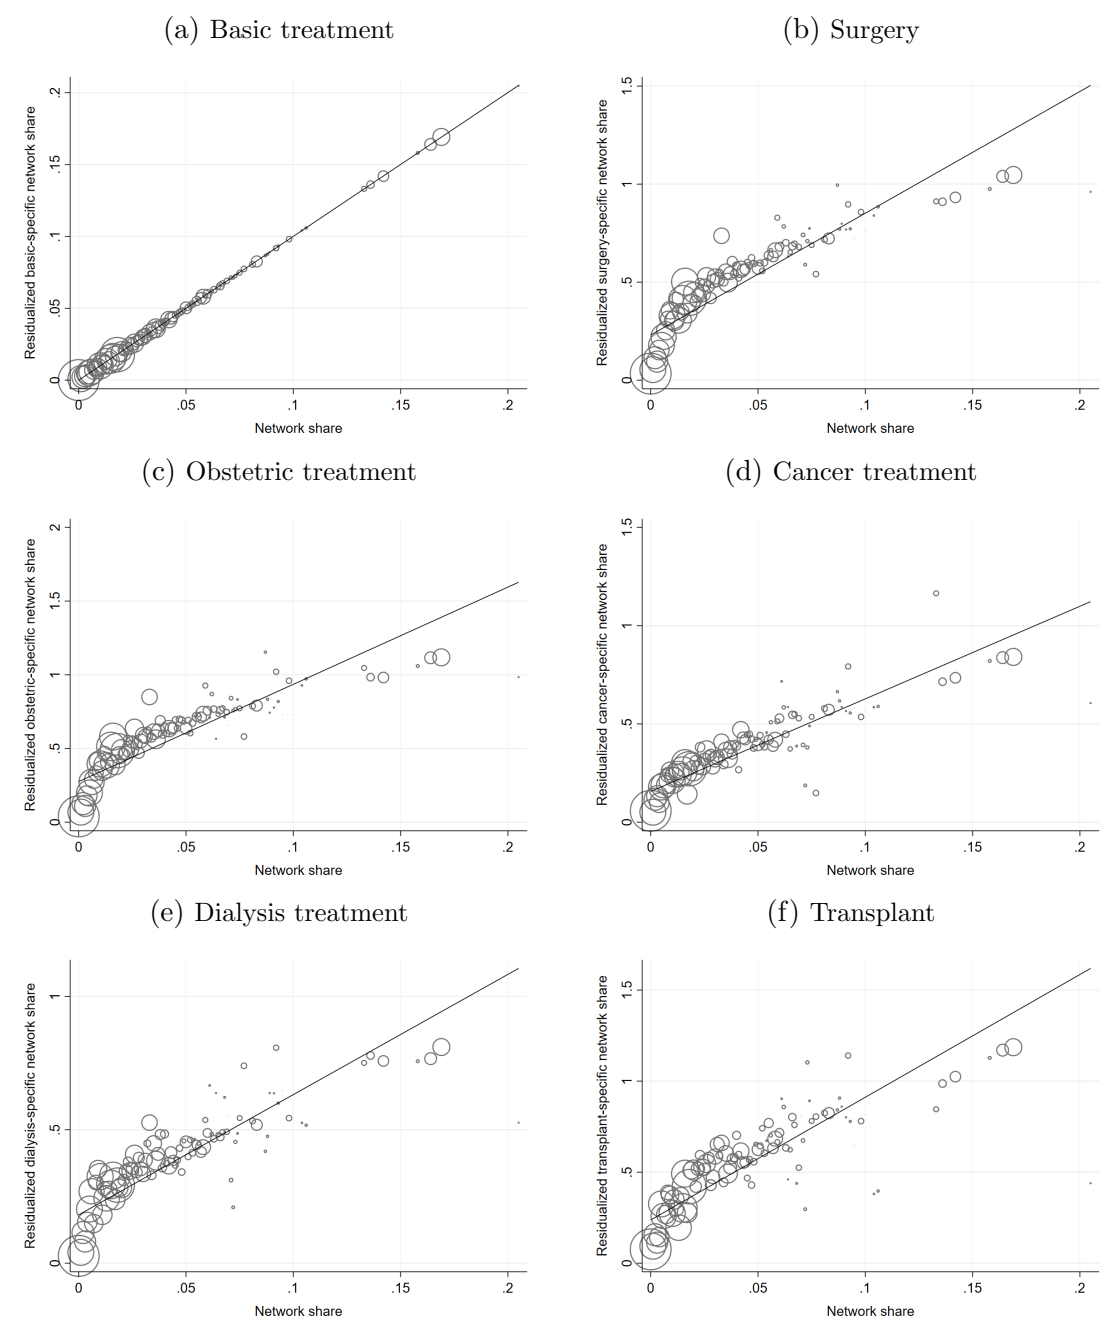 (a) Basic treatment
Residualized basic-specific network share
.2
.15
.1
.05
0
0 .05 .1 .15 .2
Network share
(b) Surgery
Residualized surgery-specific network share
1.5
1
.5
0
0 .05 .1 .15 .2
Network share
(c) Obstetric treatment
Residualized obstetric-specific network share
2
1.5
1
.5
0
0 .05 .1 .15 .2
Network share
(d) Cancer treatment
Residualized cancer-specific network share
1.5
1
.5
0
0 .05 .1 .15 .2
Network share
(e) Dialysis treatment
Residualized dialysis-specific network share
1
.5
0
0 .05 .1 .15 .2
Network share
(f) Transplant
Residualized transplant-specific network share
1.5
1
.5
0
0 .05 .1 .15 .2
Network share